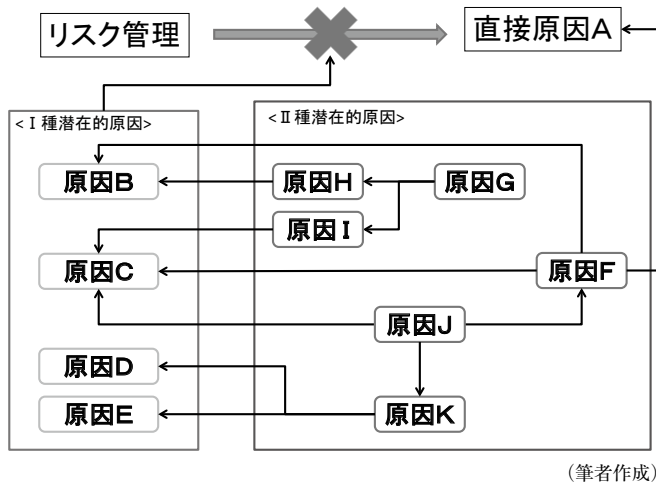 リスク管理
直接原因A
<Ⅰ種潜在的原因>
<Ⅱ種潜在的原因>
原因B
原因H
原因G
原因I
原因C
原因F
原因J
原因D
原因E
原因K
(筆者作成)